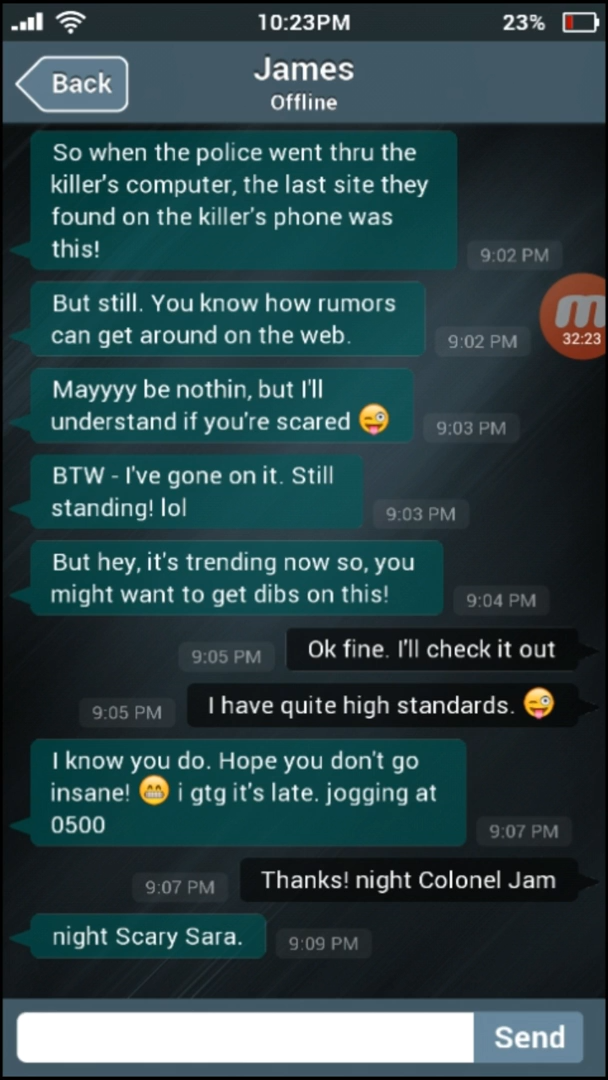 10:23PM
23%
Back
James
Offline
So when the police went thru the
killer's computer, the last site they
found on the killer's phone was
this!
9:02 PM
But still. You know how rumors
can get around on the web.
9:02 PM
32:23
Mayyyy be nothin, but I'll
understand if you're scared 😜
9:03 PM
BTW - I've gone on it. Still
standing! lol
9:03 PM
But hey, it's trending now so, you
might want to get dibs on this!
9:04 PM
9:05 PM
Ok fine. I'll check it out
9:05 PM
I have quite high standards. 😜
I know you do. Hope you don't go
insane! 😁 i gtg it's late. jogging at
0500
9:07 PM
9:07 PM
Thanks! night Colonel Jam
night Scary Sara.
9:09 PM
Send